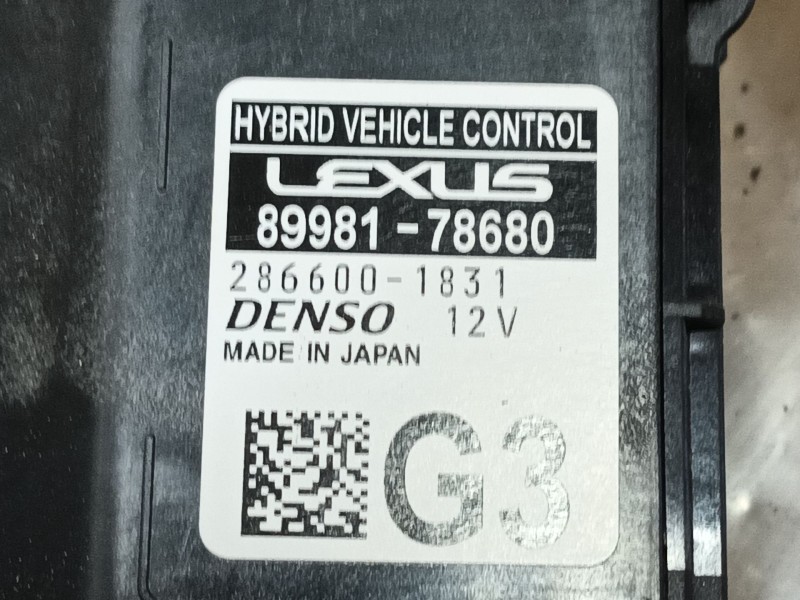 HYBRID VEHICLE CONTROL
LEXUS
89981-78680
286600-1831
DENSO 12V
MADE IN JAPAN
G3